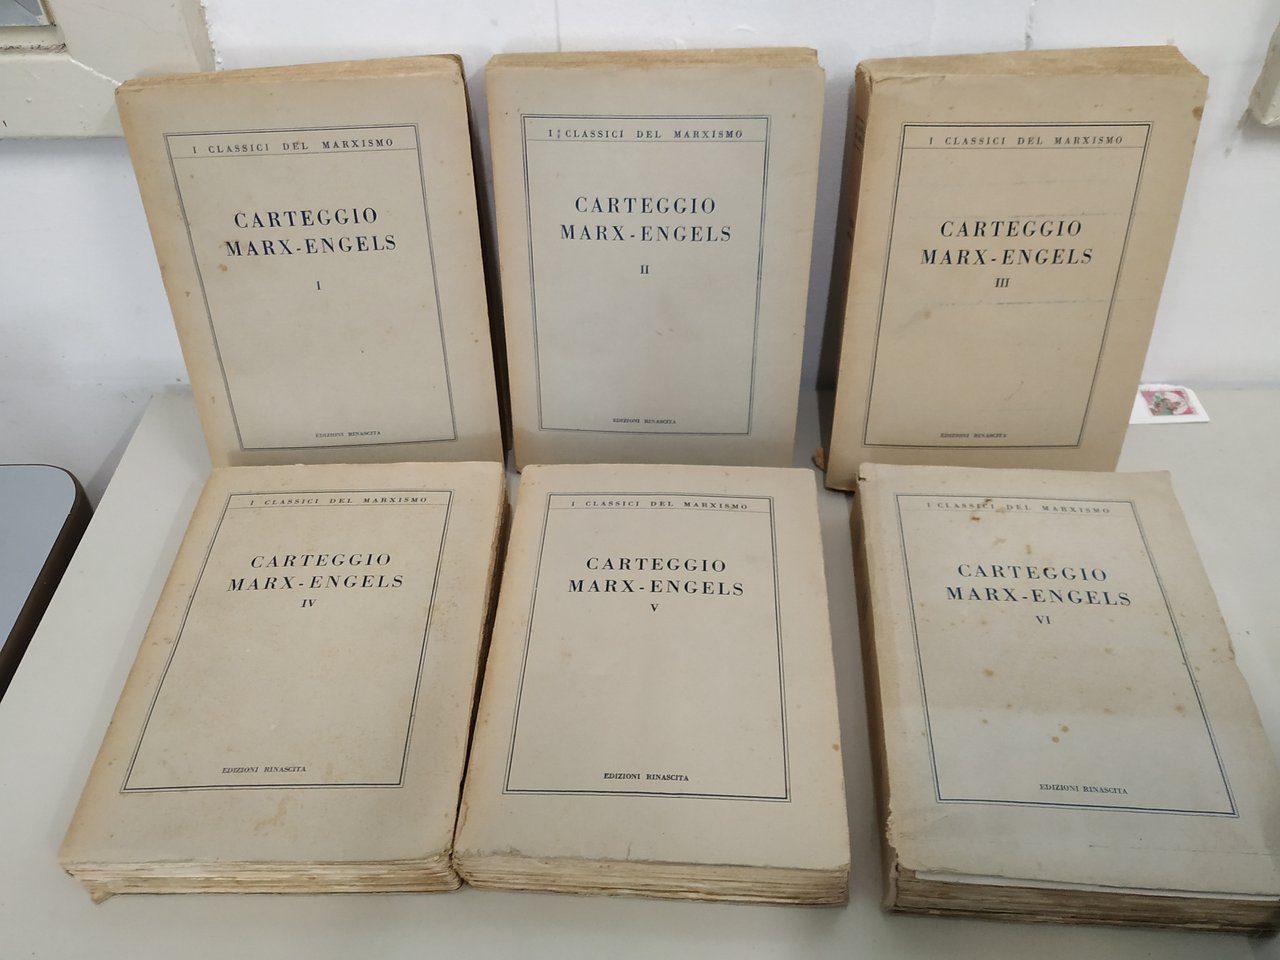 I CLASSICI DEL MARXISMO
CARTEGGIO
MARX-ENGELS
I
EDIZIONI RINASCITA
I CLASSICI DEL MARXISMO
CARTEGGIO
MARX-ENGELS
II
EDIZIONI RINASCITA
I CLASSICI DEL MARXISMO
CARTEGGIO
MARX-ENGELS
III
EDIZIONI RINASCITA
I CLASSICI DEL MARXISMO
CARTEGGIO
MARX-ENGELS
IV
EDIZIONI RINASCITA
I CLASSICI DEL MARXISMO
CARTEGGIO
MARX-ENGELS
V
EDIZIONI RINASCITA
I CLASSICI DEL MARXISMO
CARTEGGIO
MARX-ENGELS
VI
EDIZIONI RINASCITA